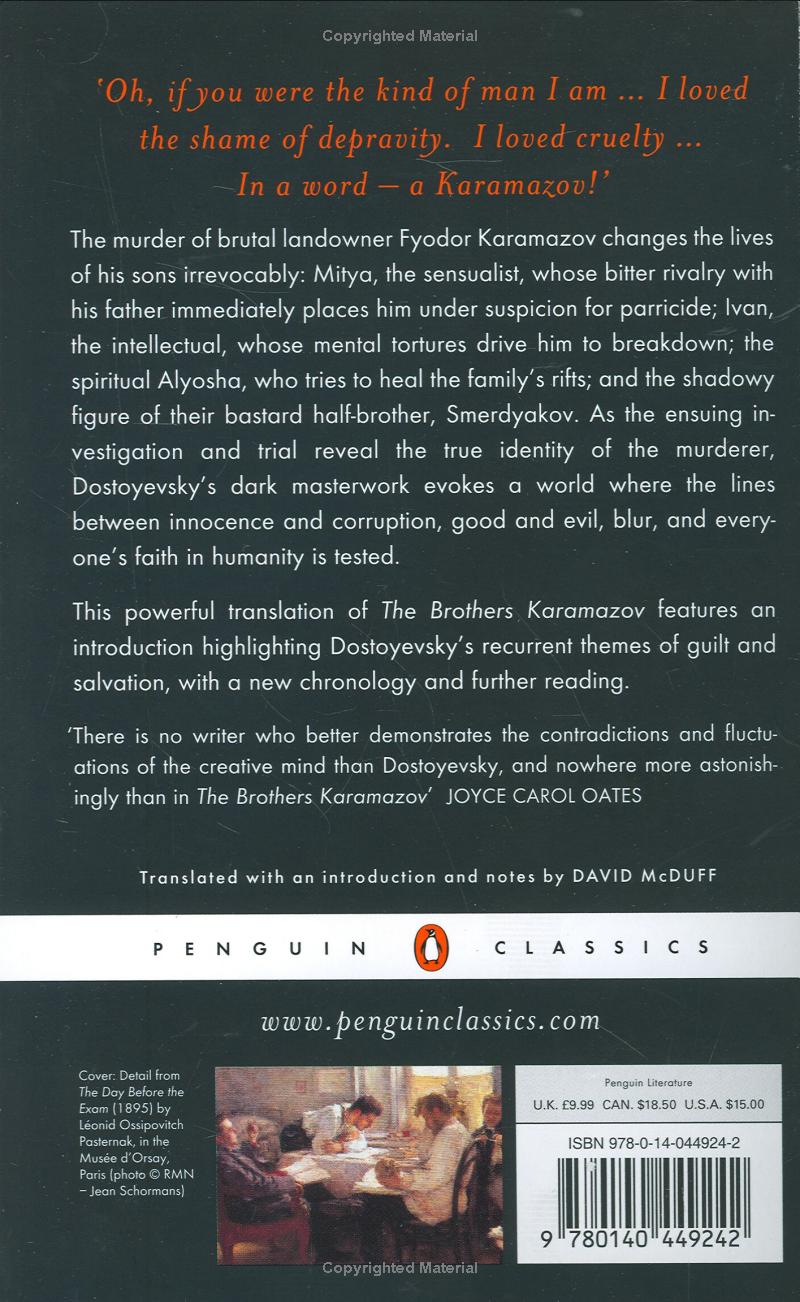 Copyrighted Material
‘Oh, if you were the kind of man I am ... I loved
the shame of depravity. I loved cruelty ...
In a word – a Karamazov!’
The murder of brutal landowner Fyodor Karamazov changes the lives
of his sons irrevocably: Mitya, the sensualist, whose bitter rivalry with
his father immediately places him under suspicion for parricide; Ivan,
the intellectual, whose mental tortures drive him to breakdown; the
spiritual Alyosha, who tries to heal the family’s rifts; and the shadowy
figure of their bastard half-brother, Smerdyakov. As the ensuing in-
vestigation and trial reveal the true identity of the murderer,
Dostoyevsky’s dark masterwork evokes a world where the lines
between innocence and corruption, good and evil, blur, and every-
one’s faith in humanity is tested.
This powerful translation of The Brothers Karamazov features an
introduction highlighting Dostoyevsky’s recurrent themes of guilt and
salvation, with a new chronology and further reading.
‘There is no writer who better demonstrates the contradictions and fluctu-
ations of the creative mind than Dostoyevsky, and nowhere more astonish-
ingly than in The Brothers Karamazov’ JOYCE CAROL OATES
Translated with an introduction and notes by DAVID McDUFF
PENGUIN CLASSICS
www.penguinclassics.com
Cover: Detail from
The Day Before the
Exam (1895) by
Léonid Ossipovitch
Pasternak, in the
Musée d’Orsay,
Paris (photo © RMN
– Jean Schormans)
Penguin Literature
U.K. £9.99 CAN. $18.50 U.S.A. $15.00
ISBN 978-0-14-044924-2
9 780140 449242
Copyrighted Material